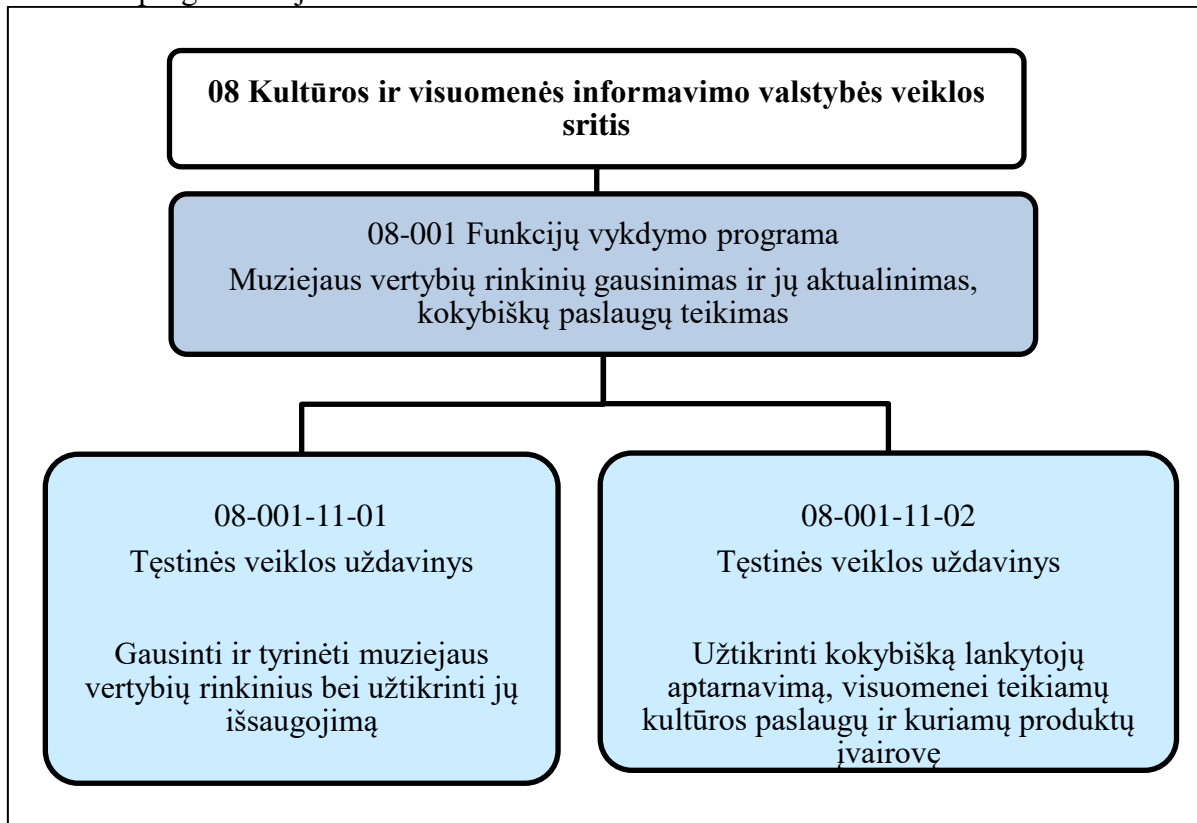 08 Kultūros ir visuomenės informavimo valstybės veiklos
sritis
08-001 Funkcijų vykdymo programa
Muziejaus vertybių rinkinių gausinimas ir jų aktualinimas,
kokybiškų paslaugų teikimas
08-001-11-01
Tęstinės veiklos uždavinys
Gausinti ir tyrinėti muziejaus
vertybių rinkinius bei užtikrinti jų
išsaugojimą
08-001-11-02
Tęstinės veiklos uždavinys
Užtikrinti kokybišką lankytojų
aptarnavimą, visuomenei teikiamų
kultūros paslaugų ir kuriamų produktų
įvairovę